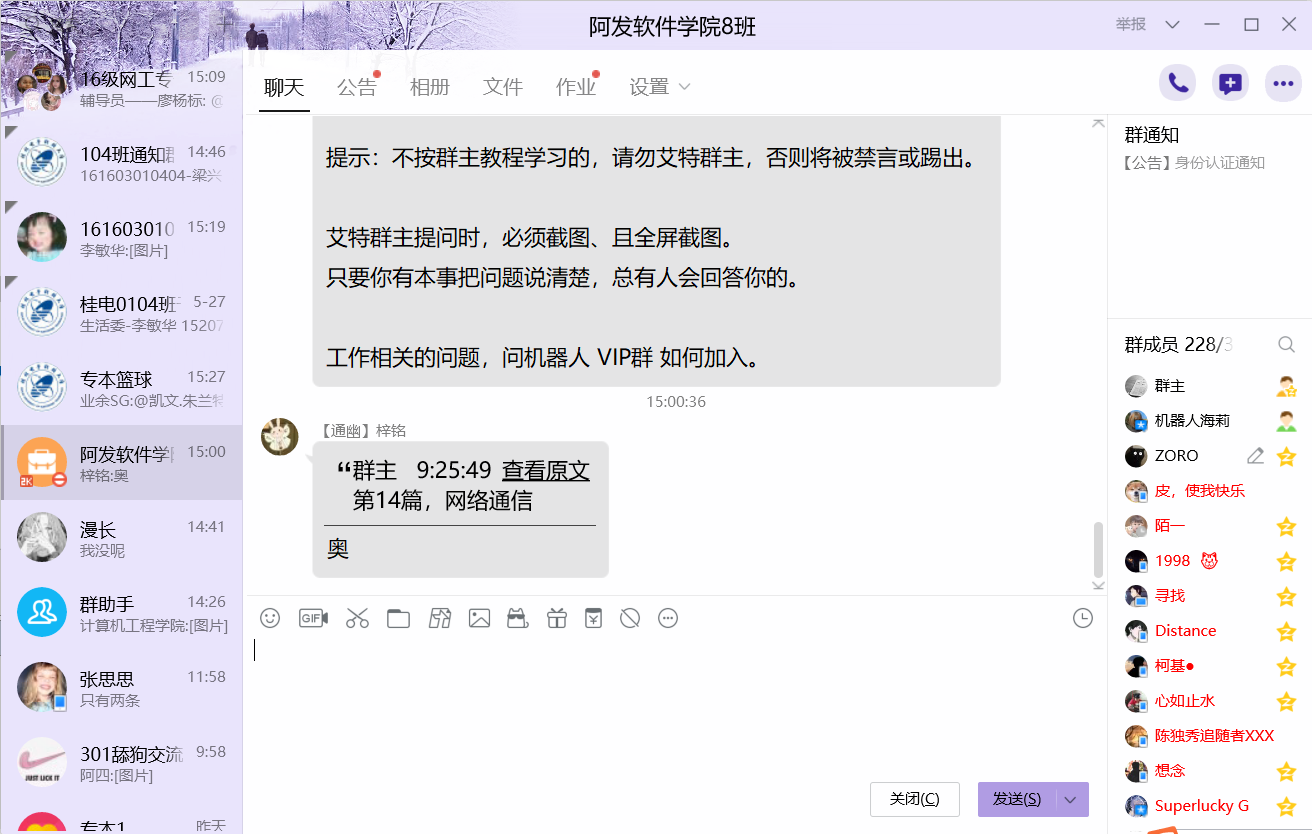 阿发软件学院8班
举报
16级网工专
15:09
辅导员——廖杨标: @
104班通知群
14:46
161603010404-梁兴
161603010
15:19
李敏华:[图片]
桂电0104班
5-27
生活委-李敏华 15207
专本篮球
15:27
业余SG:@凯文.朱兰特
阿发软件学院
15:00
2K
梓铭:奥
漫长
14:41
我没呢
群助手
14:26
计算机工程学院:[图片]
张思思
11:58
只有两条
301舔狗交流
9:58
JUST LICK IT
阿四:[图片]
专本1
昨天
聊天
公告
相册
文件
作业
设置
提示：不按群主教程学习的，请勿艾特群主，否则将被禁言或踢出。
艾特群主提问时，必须截图、且全屏截图。
只要你有本事把问题说清楚，总有人会回答你的。
工作相关的问题，问机器人 VIP群 如何加入。
15:00:36
【通幽】梓铭
“群主 9:25:49 查看原文
第14篇，网络通信
奥
GIF
关闭(C)
发送(S)
群通知
【公告】身份认证通知
群成员 228/3
群主
机器人海莉
ZORO
皮，使我快乐
陌一
1998 🐱
寻找
Distance
柯基●
心如止水
陈独秀追随者XXX
想念
Superlucky G